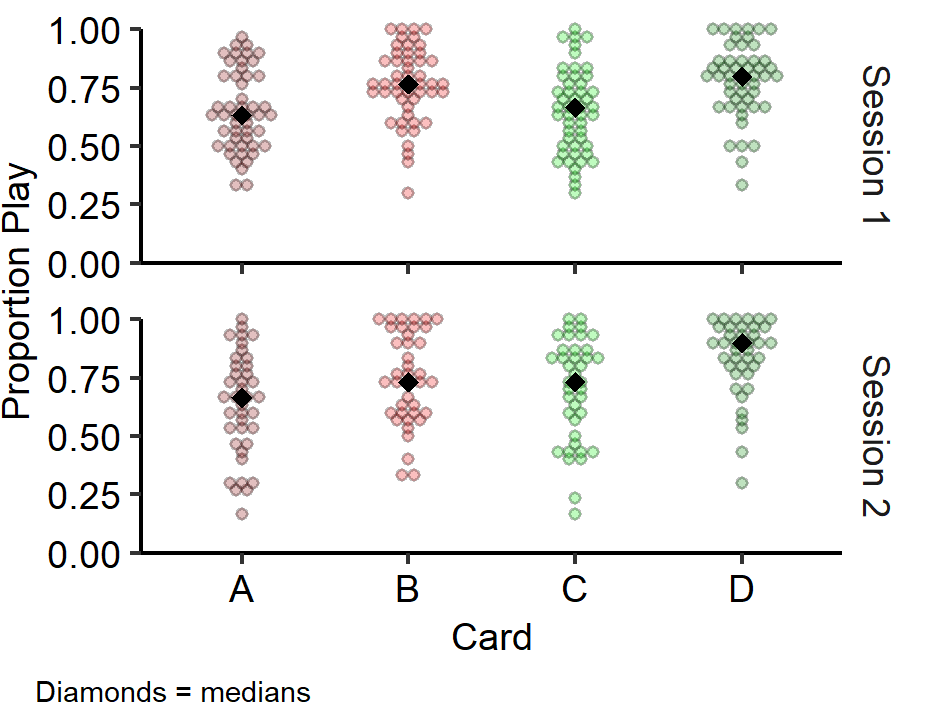 Proportion Play
1.00
0.75
0.50
0.25
0.00
Session 1
1.00
0.75
0.50
0.25
0.00
Session 2
A B C D
Card
Diamonds = medians